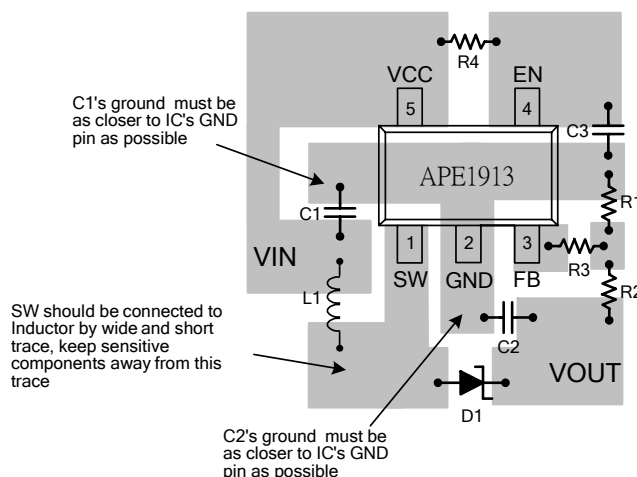 R4
VCC
EN
5
4
C1's ground must be
as closer to IC's GND
pin as possible
C3
APE1913
R1
C1
1
2
3
VIN
SW
GND
FB
R3
L1
R2
SW should be connected to
Inductor by wide and short
trace, keep sensitive
components away from this
trace
C2
VOUT
D1
C2's ground must be
as closer to IC's GND
pin as possible